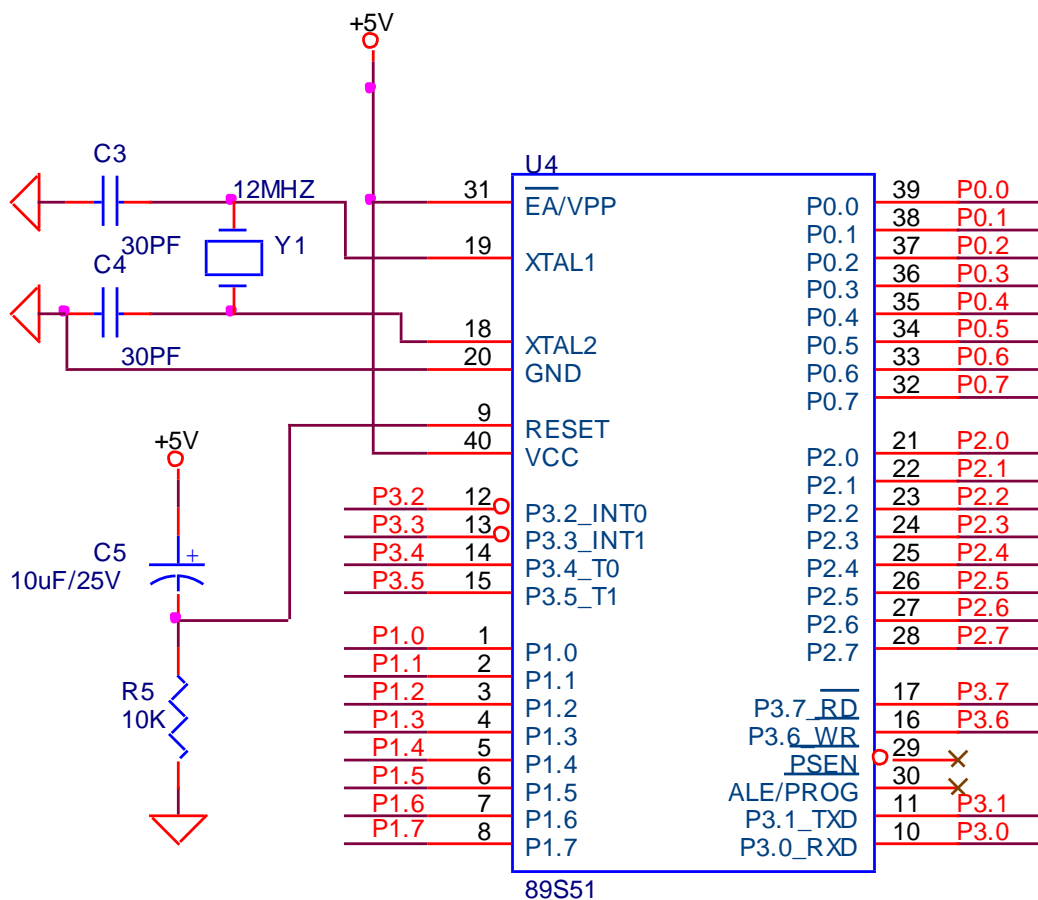 +5V
U4
C3
12MHZ
30PF
Y1
C4
30PF
31
EA/VPP
19
XTAL1
18
XTAL2
20
GND
9
RESET
40
VCC
+5V
C5
+
10uF/25V
R5
10K
P3.2 12 P3.2_INT0
P3.3 13 P3.3_INT1
P3.4 14 P3.4_T0
P3.5 15 P3.5_T1
P1.0 1 P1.0
P1.1 2 P1.1
P1.2 3 P1.2
P1.3 4 P1.3
P1.4 5 P1.4
P1.5 6 P1.5
P1.6 7 P1.6
P1.7 8 P1.7
P0.0 39 P0.0
P0.1 38 P0.1
P0.2 37 P0.2
P0.3 36 P0.3
P0.4 35 P0.4
P0.5 34 P0.5
P0.6 33 P0.6
P0.7 32 P0.7
P2.0 21 P2.0
P2.1 22 P2.1
P2.2 23 P2.2
P2.3 24 P2.3
P2.4 25 P2.4
P2.5 26 P2.5
P2.6 27 P2.6
P2.7 28 P2.7
P3.7_RD 17 P3.7
P3.6_WR 16 P3.6
PSEN 29
ALE/PROG 30
P3.1_TXD 11 P3.1
P3.0_RXD 10 P3.0
89S51